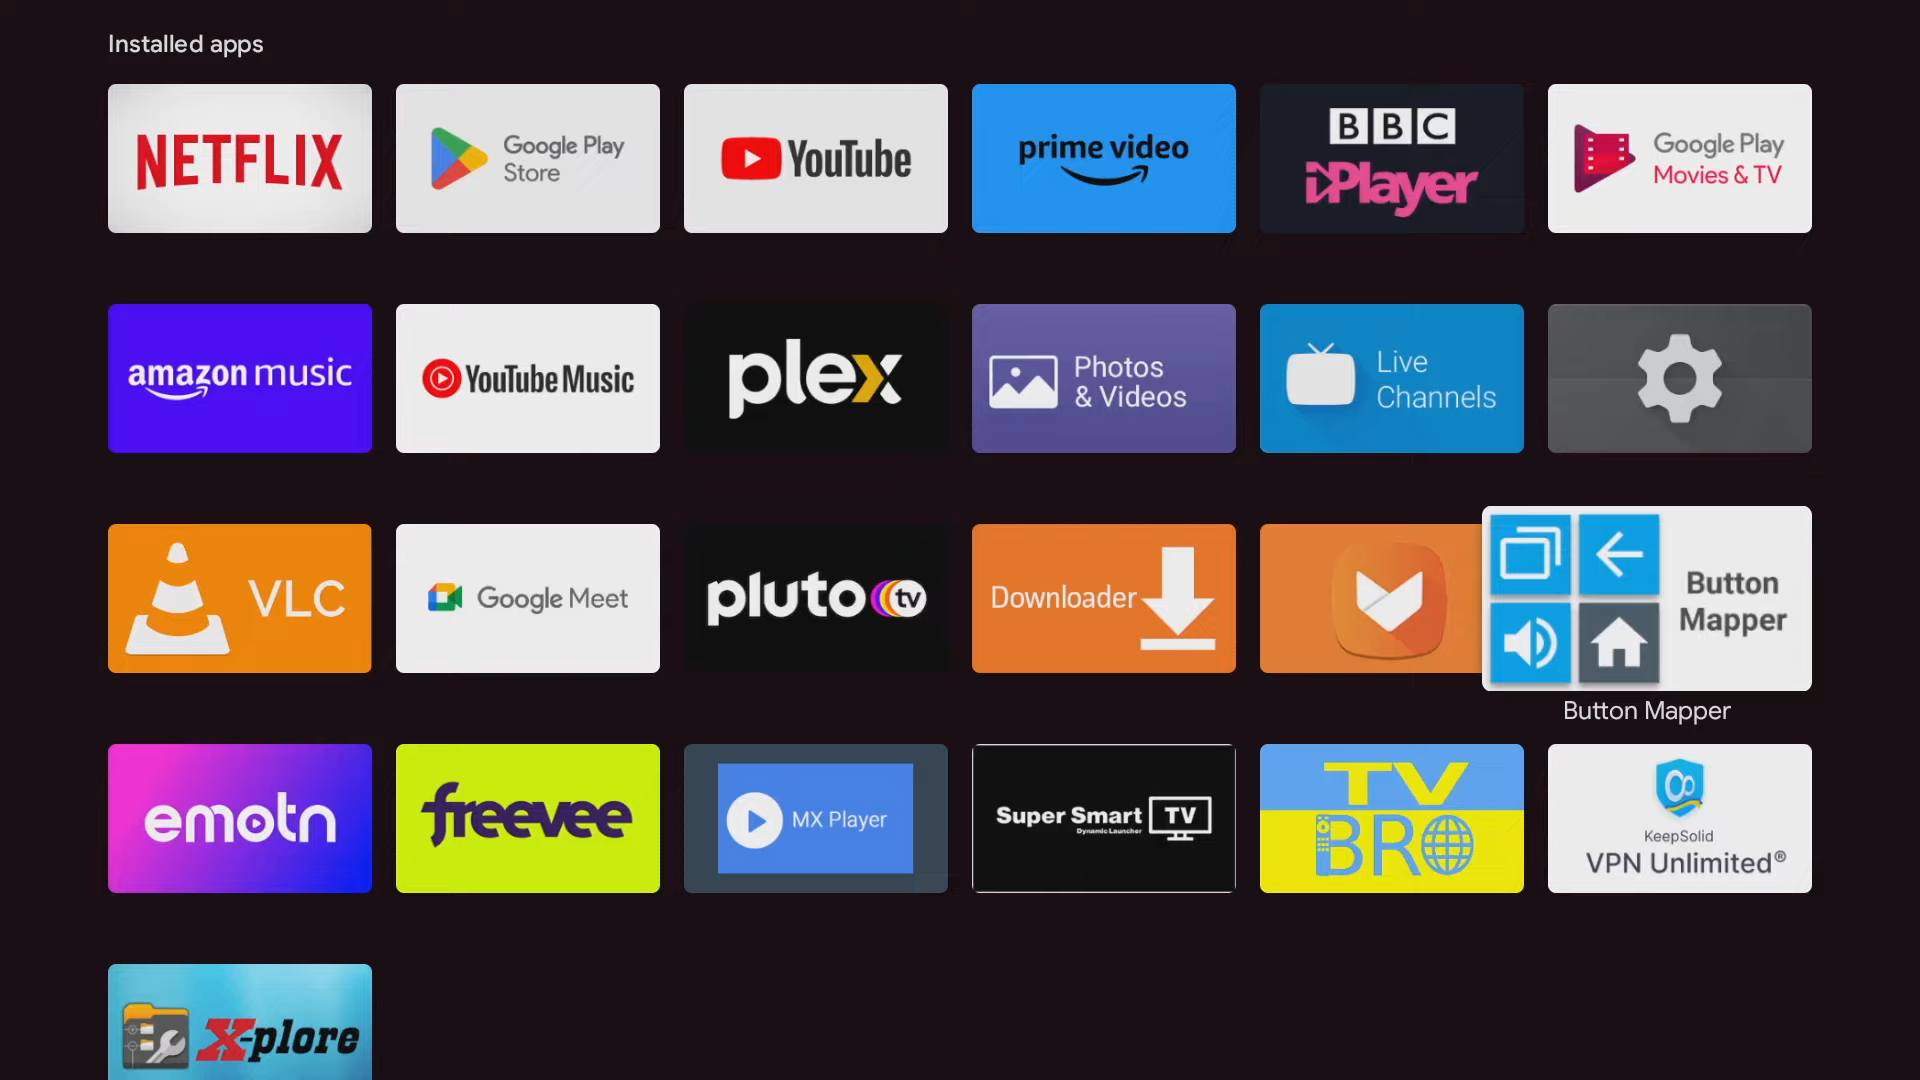 Installed apps
NETFLIX
Google Play
Store
YouTube
prime video
BBC
iPlayer
Google Play
Movies & TV
amazon music
YouTube Music
plex
Photos
& Videos
Live
Channels
VLC
Google Meet
pluto tv
Downloader
Button
Mapper
Button Mapper
emotn
freevee
MX Player
Super Smart TV
Dynamic Launcher
TV
BRO
KeepSolid
VPN Unlimited®
X-plore